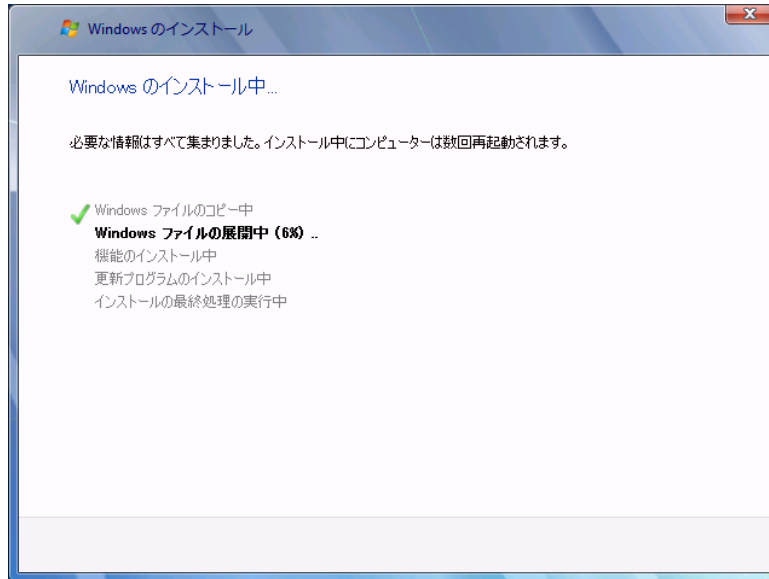 Windows のインストール
Windows のインストール中...
必要な情報はすべて集まりました。インストール中にコンピューターは数回再起動されます。
Windows ファイルのコピー中
Windows ファイルの展開中 (6%) ..
機能のインストール中
更新プログラムのインストール中
インストールの最終処理の実行中